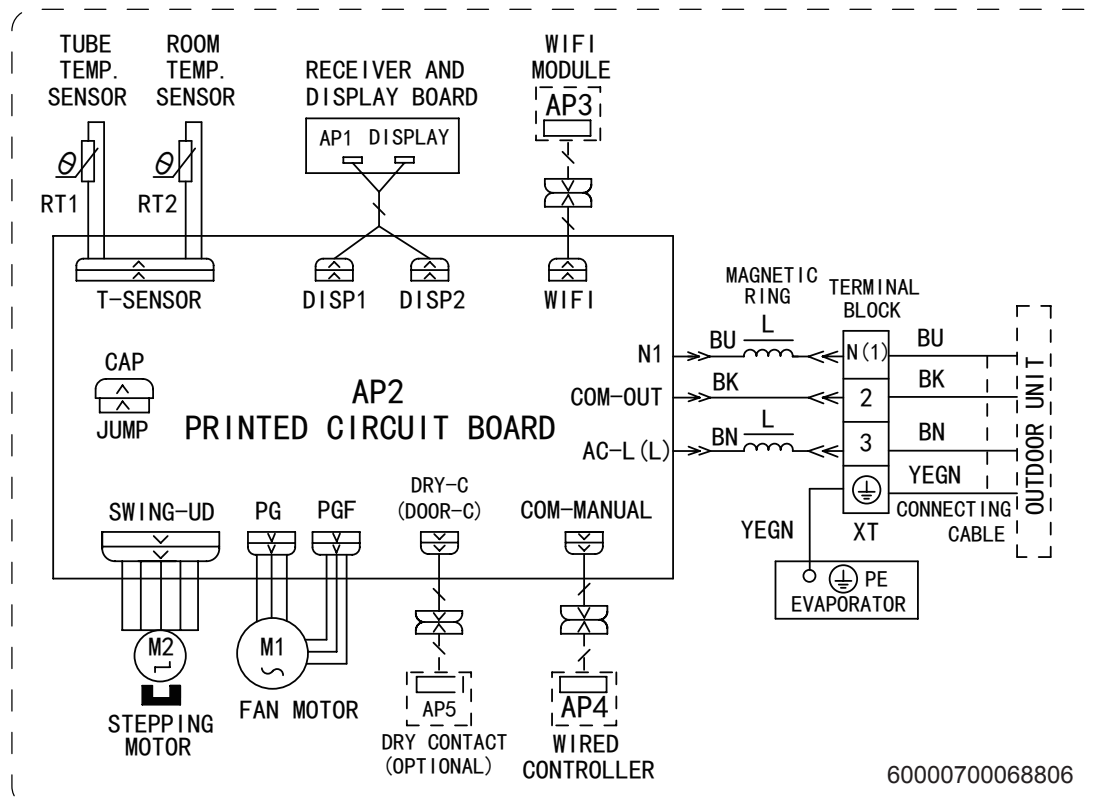 TUBE
TEMP.
SENSOR
ROOM
TEMP.
SENSOR
RECEIVER AND
DISPLAY BOARD
WIFI
MODULE
AP1 DISPLAY
AP3
θ
RT1
θ
RT2
T-SENSOR
DISP1
DISP2
WIFI
MAGNETIC
RING
TERMINAL
BLOCK
CAP
JUMP
AP2
PRINTED CIRCUIT BOARD
N1
BU
L
N(1)
BU
COM-OUT
BK
2
BK
AC-L(L)
BN
L
3
BN
YEGN
OUTDOOR UNIT
SWING-UD
PG
PGF
DRY-C
(DOOR-C)
COM-MANUAL
YEGN
XT
CONNECTING
CABLE
PE
EVAPORATOR
M2
STEPPING
MOTOR
M1
FAN MOTOR
AP5
DRY CONTACT
(OPTIONAL)
AP4
WIRED
CONTROLLER
60000700068806